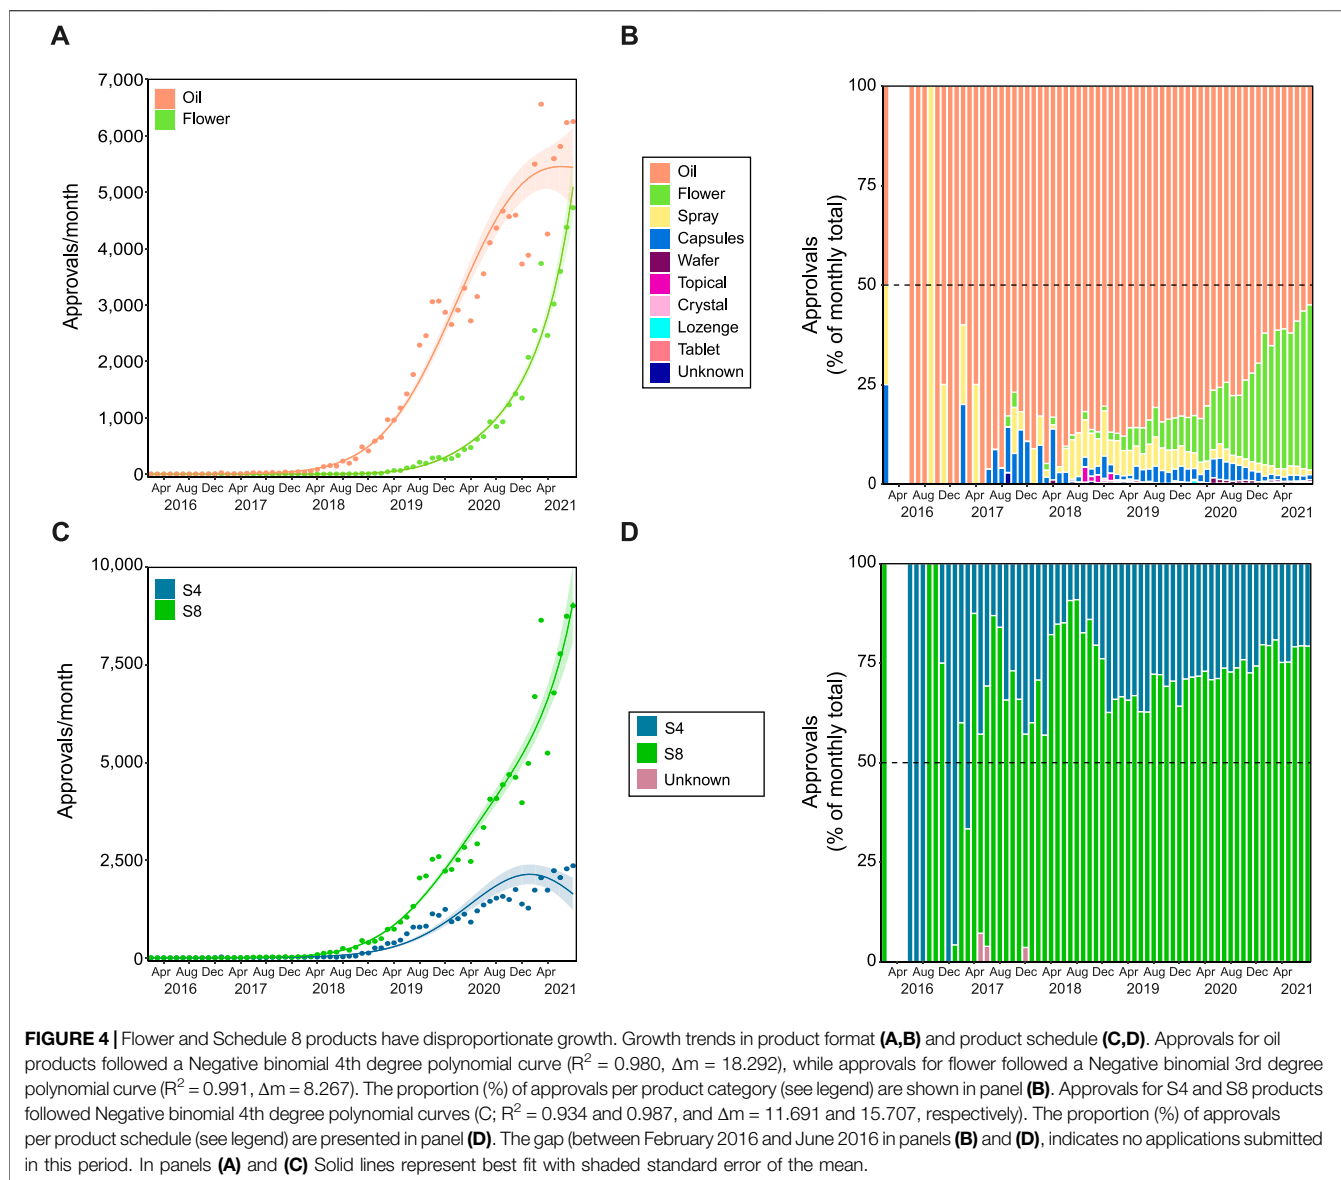 A
7,000
6,000
5,000
4,000
3,000
2,000
1,000
0
Approvals/month
Oil
Flower
Apr Aug Dec Apr Aug Dec Apr Aug Dec Apr Aug Dec Apr Aug Dec Apr
2016 2017 2018 2019 2020 2021
B
Oil
Flower
Spray
Capsules
Wafer
Topical
Crystal
Lozenge
Tablet
Unknown
Approlvals
(% of monthly total)
100
75
50
25
0
Apr Aug Dec Apr Aug Dec Apr Aug Dec Apr Aug Dec Apr Aug Dec Apr
2016 2017 2018 2019 2020 2021
C
10,000
7,500
5,000
2,500
0
Approvals/month
S4
S8
Apr Aug Dec Apr Aug Dec Apr Aug Dec Apr Aug Dec Apr Aug Dec Apr
2016 2017 2018 2019 2020 2021
D
S4
S8
Unknown
Approvals
(% of monthly total)
100
75
50
25
0
Apr Aug Dec Apr Aug Dec Apr Aug Dec Apr Aug Dec Apr Aug Dec Apr
2016 2017 2018 2019 2020 2021
FIGURE 4 | Flower and Schedule 8 products have disproportionate growth. Growth trends in product format (A,B) and product schedule (C,D). Approvals for oil
products followed a Negative binomial 4th degree polynomial curve (R² = 0.980, Δm = 18.292), while approvals for flower followed a Negative binomial 3rd degree
polynomial curve (R² = 0.991, Δm = 8.267). The proportion (%) of approvals per product category (see legend) are shown in panel (B). Approvals for S4 and S8 products
followed Negative binomial 4th degree polynomial curves (C; R² = 0.934 and 0.987, and Δm = 11.691 and 15.707, respectively). The proportion (%) of approvals
per product schedule (see legend) are presented in panel (D). The gap (between February 2016 and June 2016 in panels (B) and (D), indicates no applications submitted
in this period. In panels (A) and (C) Solid lines represent best fit with shaded standard error of the mean.